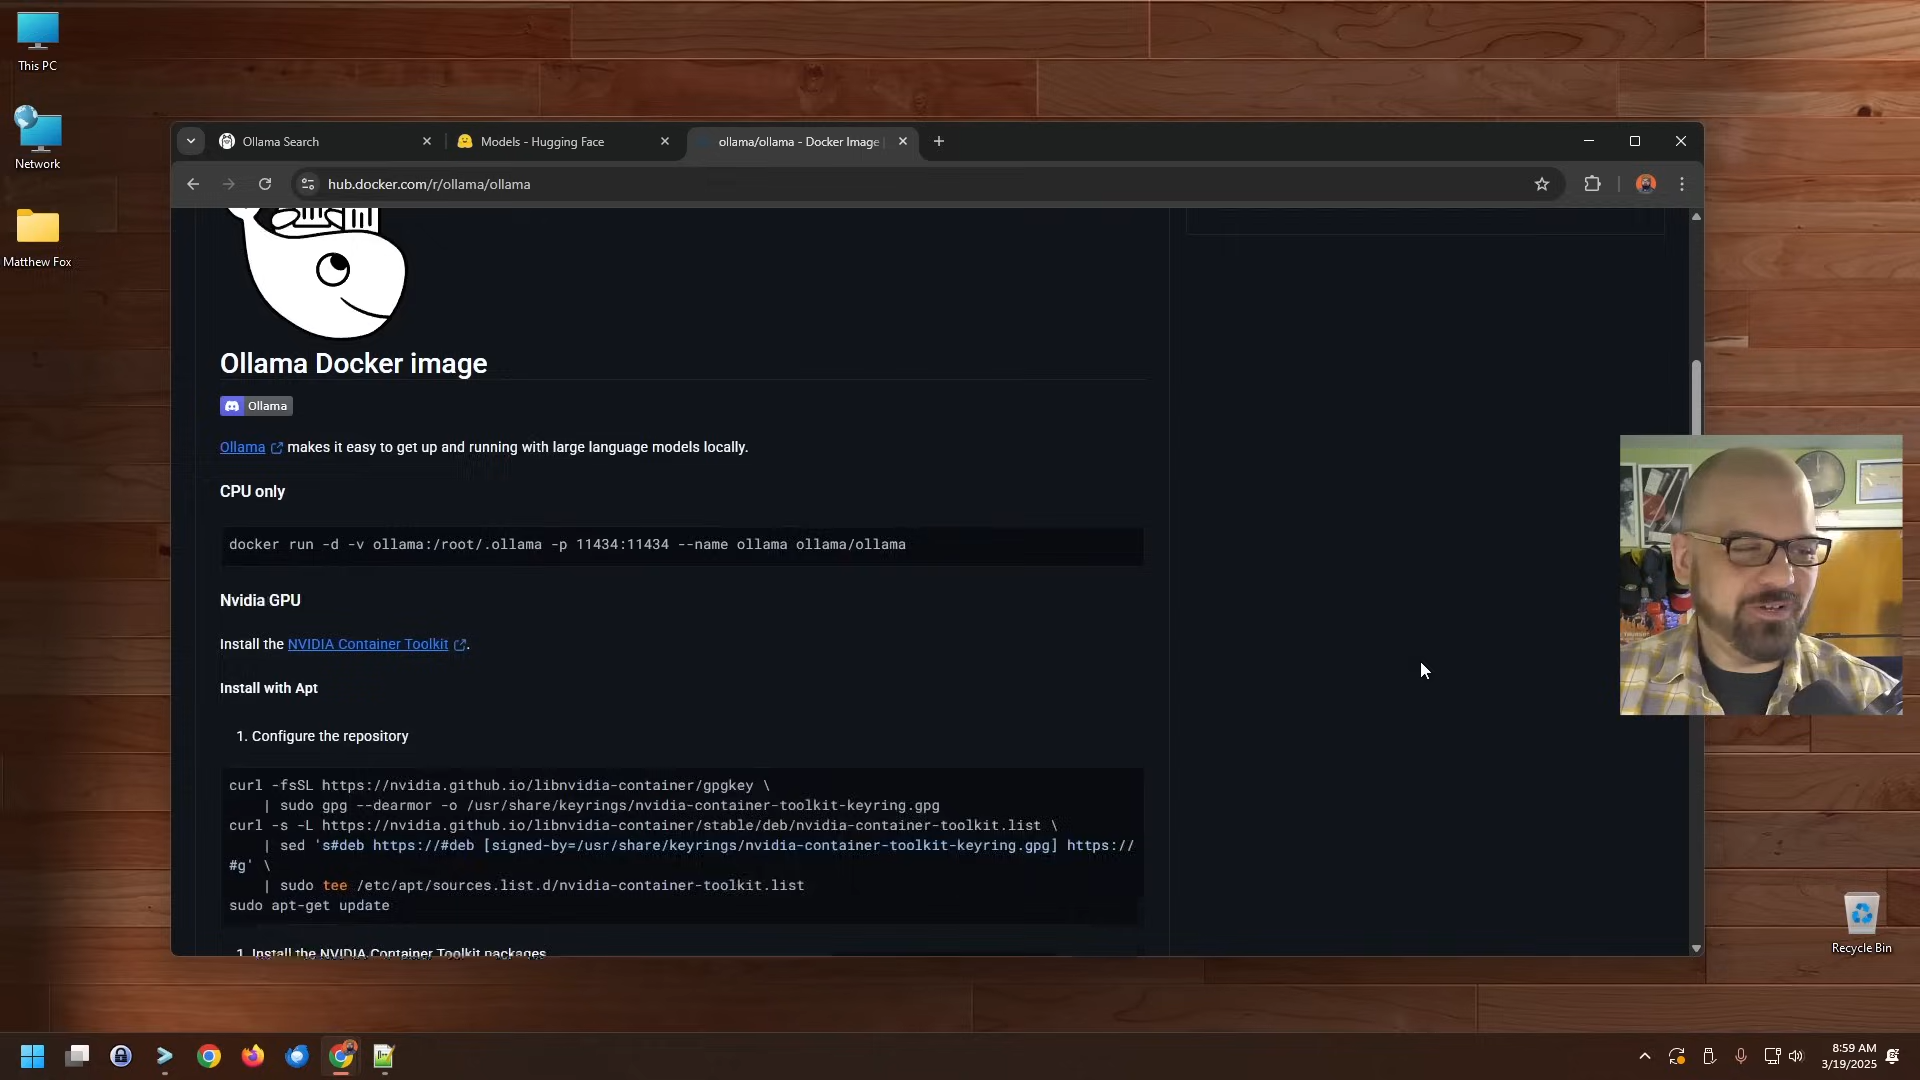 This PC
Network
Matthew Fox
Ollama Search
Models - Hugging Face
ollama/ollama - Docker Image
hub.docker.com/r/ollama/ollama
Ollama Docker image
Ollama
Ollama makes it easy to get up and running with large language models locally.
CPU only
docker run -d -v ollama:/root/.ollama -p 11434:11434 --name ollama ollama/ollama
Nvidia GPU
Install the NVIDIA Container Toolkit.
Install with Apt
1. Configure the repository
curl -fsSL https://nvidia.github.io/libnvidia-container/gpgkey \
| sudo gpg --dearmor -o /usr/share/keyrings/nvidia-container-toolkit-keyring.gpg
curl -s -L https://nvidia.github.io/libnvidia-container/stable/deb/nvidia-container-toolkit.list \
| sed 's#deb https://#deb [signed-by=/usr/share/keyrings/nvidia-container-toolkit-keyring.gpg] https://
#g' \
| sudo tee /etc/apt/sources.list.d/nvidia-container-toolkit.list
sudo apt-get update
1. Install the NVIDIA Container Toolkit packages
Recycle Bin
8:59 AM
3/19/2025